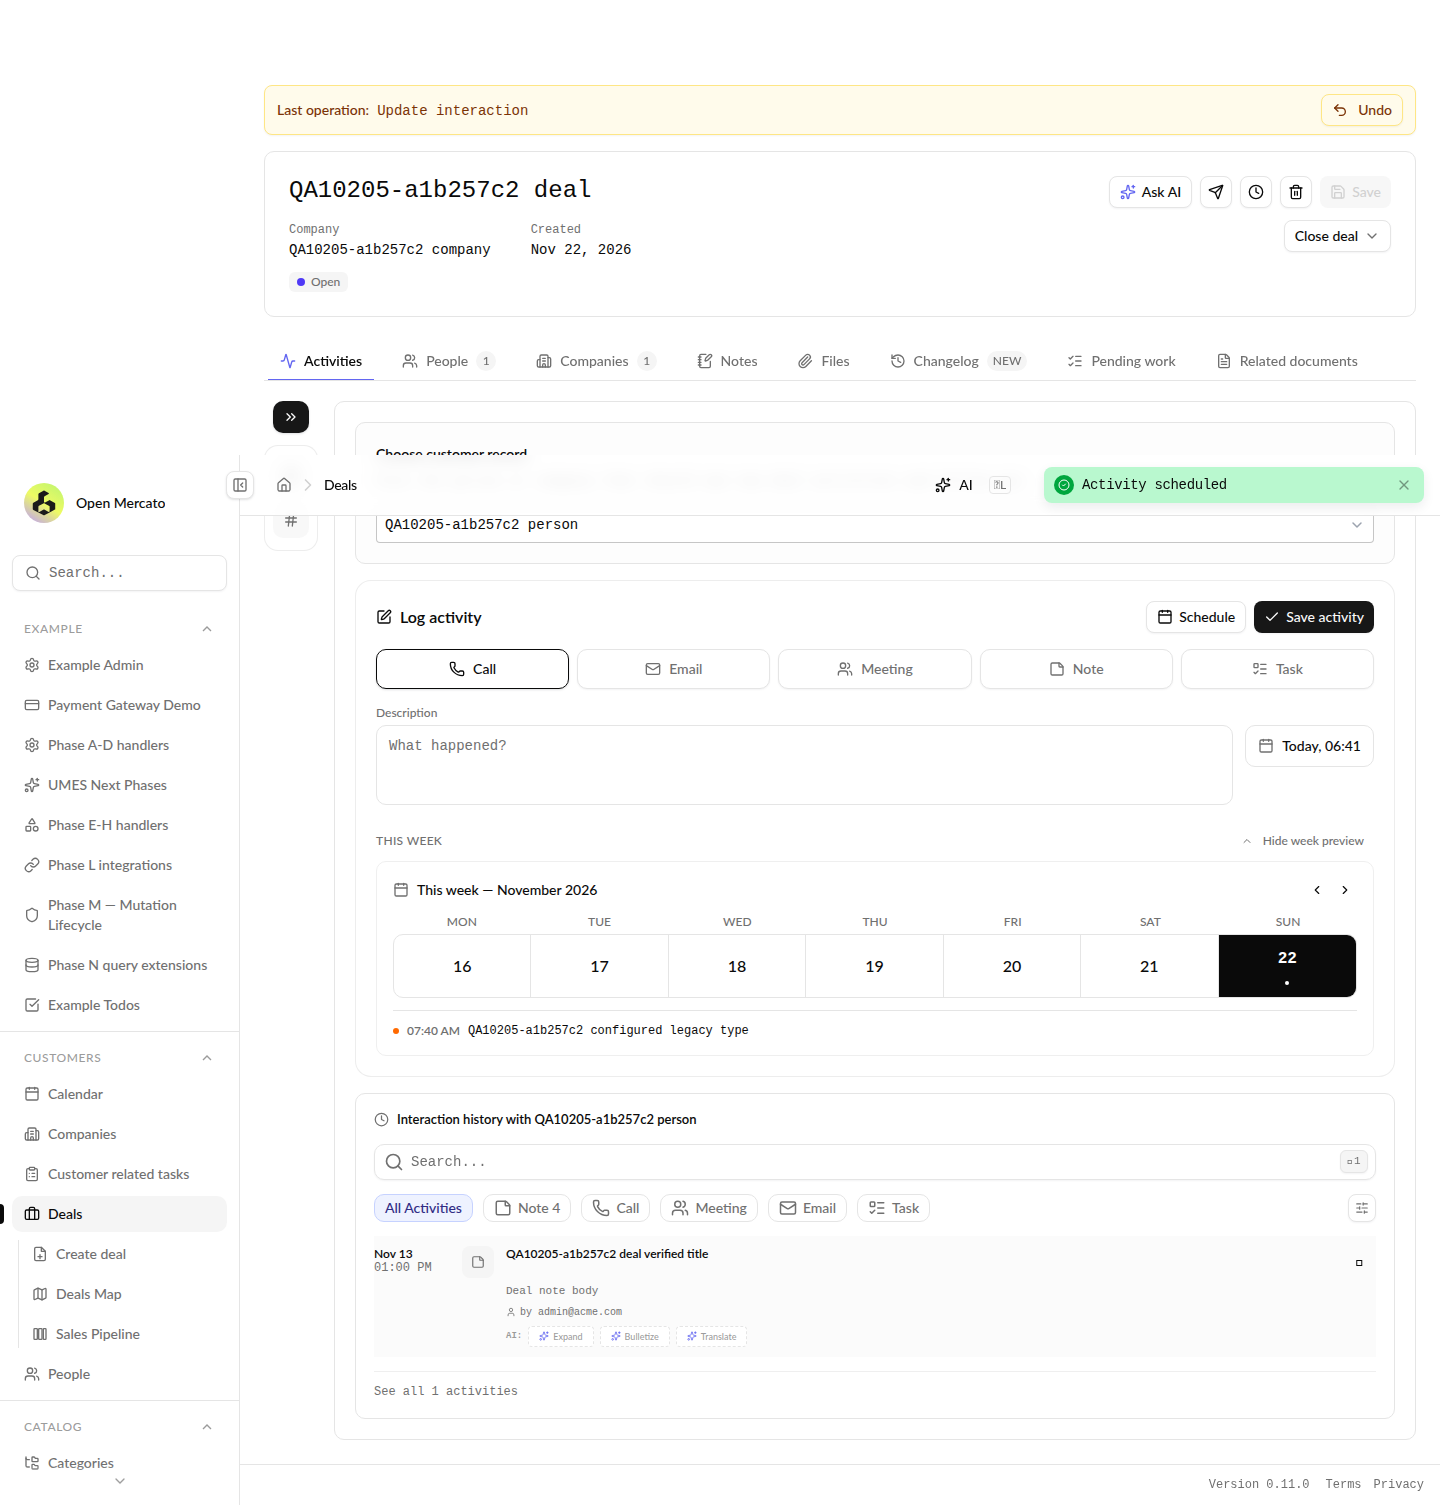 Last operation: Update interaction
Undo
QA10205-a1b257c2 deal
Ask AI
Save
Company
Created
QA10205-a1b257c2 company
Nov 22, 2026
Close deal
Open
Activities
People 1
Companies 1
Notes
Files
Changelog NEW
Pending work
Related documents
Choose customer record
Open Mercato
Deals
AI
L
Activity scheduled
#
QA10205-a1b257c2 person
Search...
EXAMPLE
Example Admin
Payment Gateway Demo
Phase A-D handlers
UMES Next Phases
Phase E-H handlers
Phase L integrations
Phase M — Mutation
Lifecycle
Phase N query extensions
Example Todos
CUSTOMERS
Calendar
Companies
Customer related tasks
Deals
Create deal
Deals Map
Sales Pipeline
People
CATALOG
Categories
Log activity
Schedule
Save activity
Call
Email
Meeting
Note
Task
Description
What happened?
Today, 06:41
THIS WEEK
Hide week preview
This week — November 2026
MON TUE WED THU FRI SAT SUN
16 17 18 19 20 21 22
07:40 AM QA10205-a1b257c2 configured legacy type
Interaction history with QA10205-a1b257c2 person
Search...
1
All Activities
Note 4
Call
Meeting
Email
Task
Nov 13
01:00 PM
QA10205-a1b257c2 deal verified title
Deal note body
by admin@acme.com
AI: Expand Bulletize Translate
See all 1 activities
Version 0.11.0 Terms Privacy